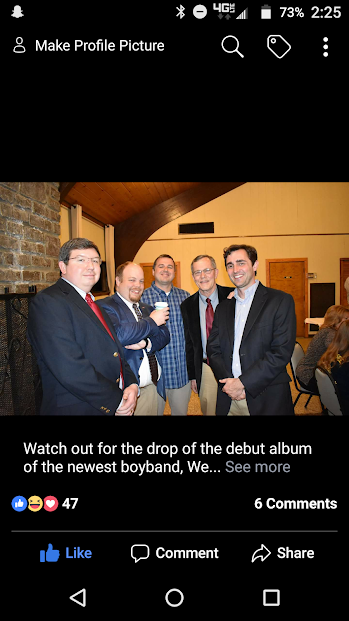 4G 73% 2:25
Make Profile Picture
Watch out for the drop of the debut album
of the newest boyband, We... See more
47
6 Comments
Like
Comment
Share